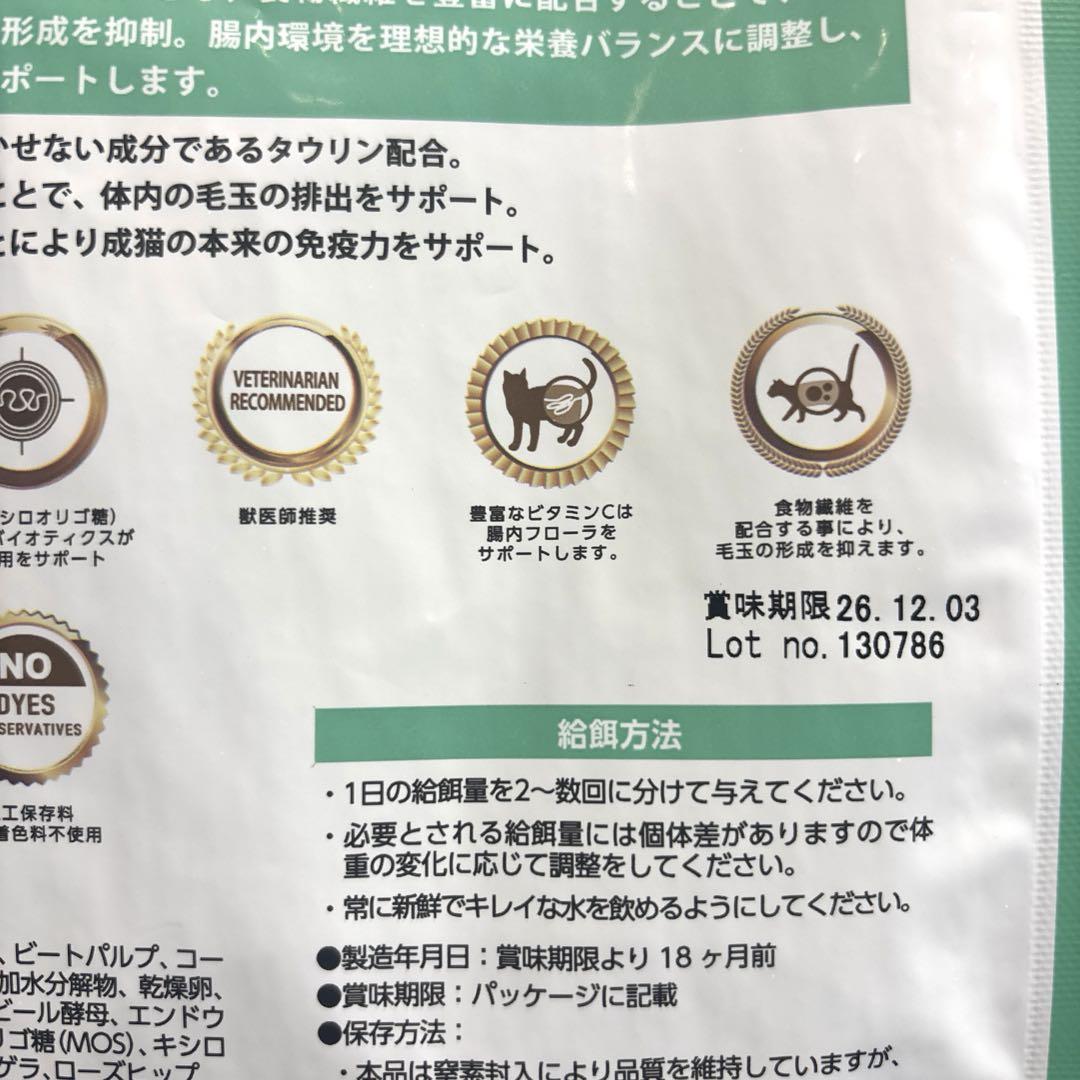 形成を抑制。腸内環境を理想的な栄養バランスに調整し、
ポートします。
かせない成分であるタウリン配合。
ことで、体内の毛玉の排出をサポート。
とにより成猫の本来の免疫力をサポート。
VETERINARIAN
RECOMMENDED
シロオリゴ糖)
バイオティクスが
用をサポート
獣医師推奨
豊富なビタミンCは
腸内フローラを
サポートします。
食物繊維を
配合する事により、
毛玉の形成を抑えます。
賞味期限 26.12.03
Lot no. 130786
NO
DYES
SERVATIVES
工保存料
着色料不使用
給餌方法
・1日の給餌量を2〜数回に分けて与えてください。
・必要とされる給餌量には個体差がありますので体
重の変化に応じて調整をしてください。
・常に新鮮でキレイな水を飲めるようにしてください。
●製造年月日:賞味期限より 18 ヶ月前
●賞味期限:パッケージに記載
●保存方法:
・本品は窒素封入により品質を維持していますが、
、ビートパルプ、コー
加水分解物、乾燥卵、
ビール酵母、エンドウ
リゴ糖(MOS)、キシロ
ゲラ、ローズヒップ